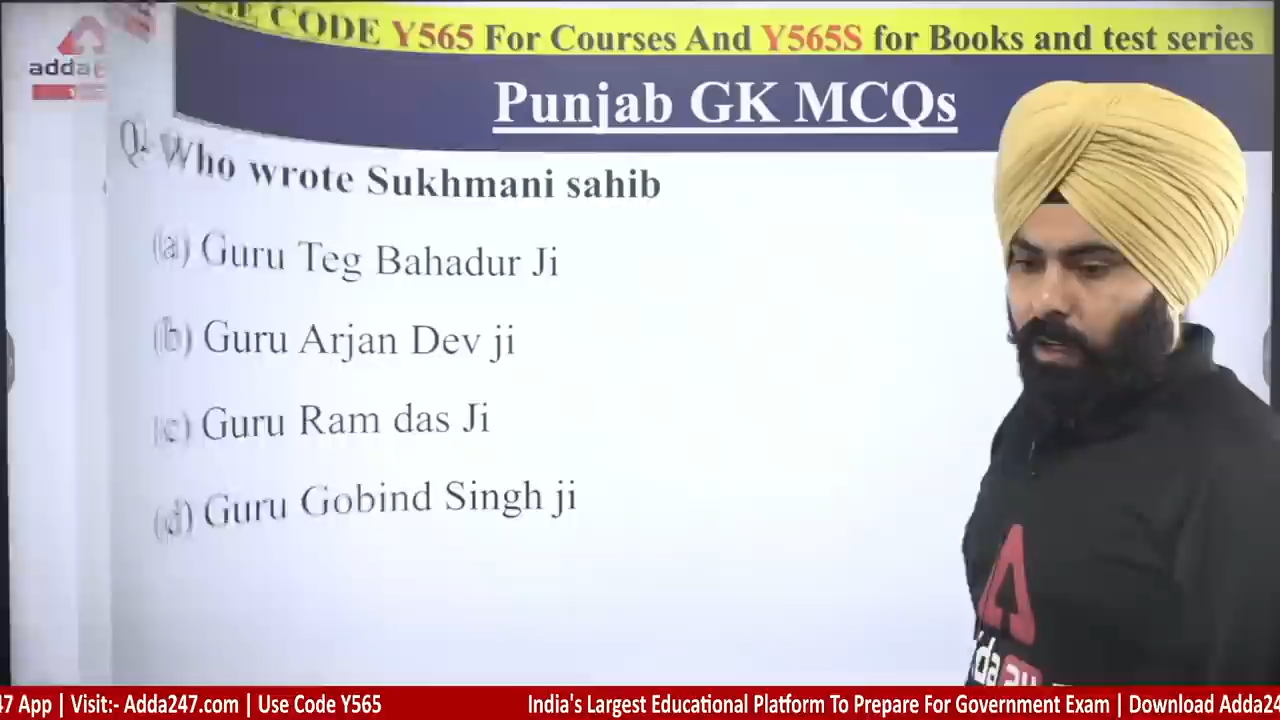 CODE Y565 For Courses And Y565S for Books and test series
adda
Punjab GK MCQs
Q. Who wrote Sukhmani sahib
(a) Guru Teg Bahadur Ji
(b) Guru Arjan Dev ji
(c) Guru Ram das Ji
(d) Guru Gobind Singh ji
47 App | Visit:- Adda247.com | Use Code Y565 India's Largest Educational Platform To Prepare For Government Exam | Download Adda24